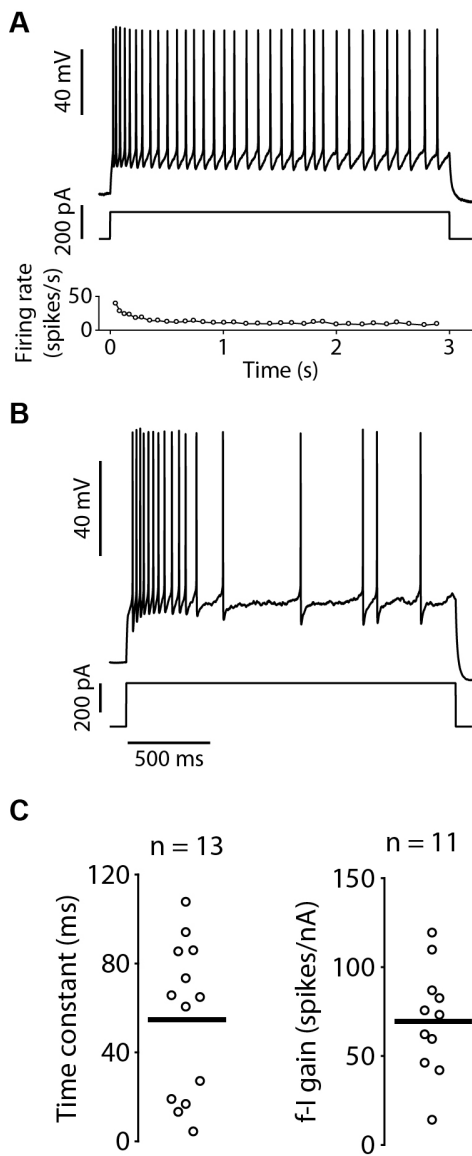 A
40 mV
200 pA
Firing rate
(spikes/s)
50
0
0 1 2 3
Time (s)
B
40 mV
200 pA
500 ms
C
n = 13
Time constant (ms)
120
80
40
0
n = 11
f-I gain (spikes/nA)
150
100
50
0